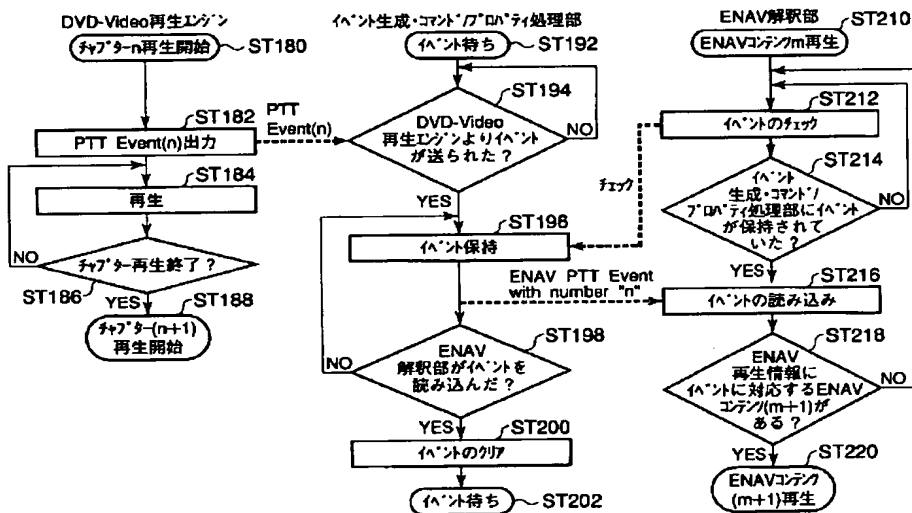 DVD-Video再生エンジン
チャプターn再生開始
ST180
ST182
PTT Event(n)出力
PTT
Event(n)
ST184
再生
NO
チャプター再生終了？
ST186
YES
ST188
チャプター(n+1)
再生開始
イベント生成・コマンド/プロパティ処理部
イベント待ち
ST192
ST194
DVD-Video
再生エンジンよりイベント
が送られた？
NO
YES
ST196
イベント保持
ENAV PTT Event
with number "n"
ST198
NO
ENAV
解釈部がイベントを
読み込んだ？
YES
ST200
イベントのクリア
イベント待ち
ST202
ENAV解釈部
ST210
ENAVコンテンツm再生
ST212
イベントのチェック
チェック
ST214
イベント
生成・コマンド/
プロパティ処理部にイベント
が保持されて
いた？
NO
YES
ST216
イベントの読み込み
ST218
ENAV
再生情報に
イベントに対応するENAV
コンテンツ(m+1)が
ある？
NO
YES
ST220
ENAVコンテンツ
(m+1)再生